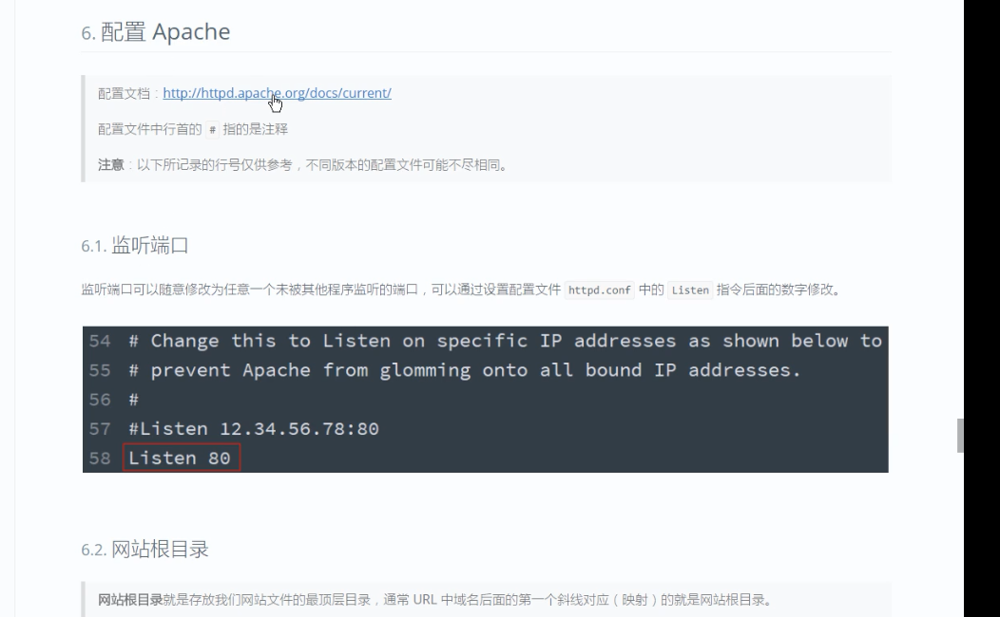 6. 配置 Apache
配置文档：http://httpd.apache.org/docs/current/
配置文件中行首的 # 指的是注释
注意：以下所记录的行号仅供参考，不同版本的配置文件可能不尽相同。
6.1. 监听端口
监听端口可以随意修改为任意一个未被其他程序监听的端口，可以通过设置配置文件 httpd.conf 中的 Listen 指令后面的数字修改。
54 # Change this to Listen on specific IP addresses as shown below to
55 # prevent Apache from glomming onto all bound IP addresses.
56 #
57 #Listen 12.34.56.78:80
58 Listen 80
6.2. 网站根目录
网站根目录就是存放我们网站文件的最顶层目录，通常 URL 中域名后面的第一个斜线对应（映射）的就是网站根目录。